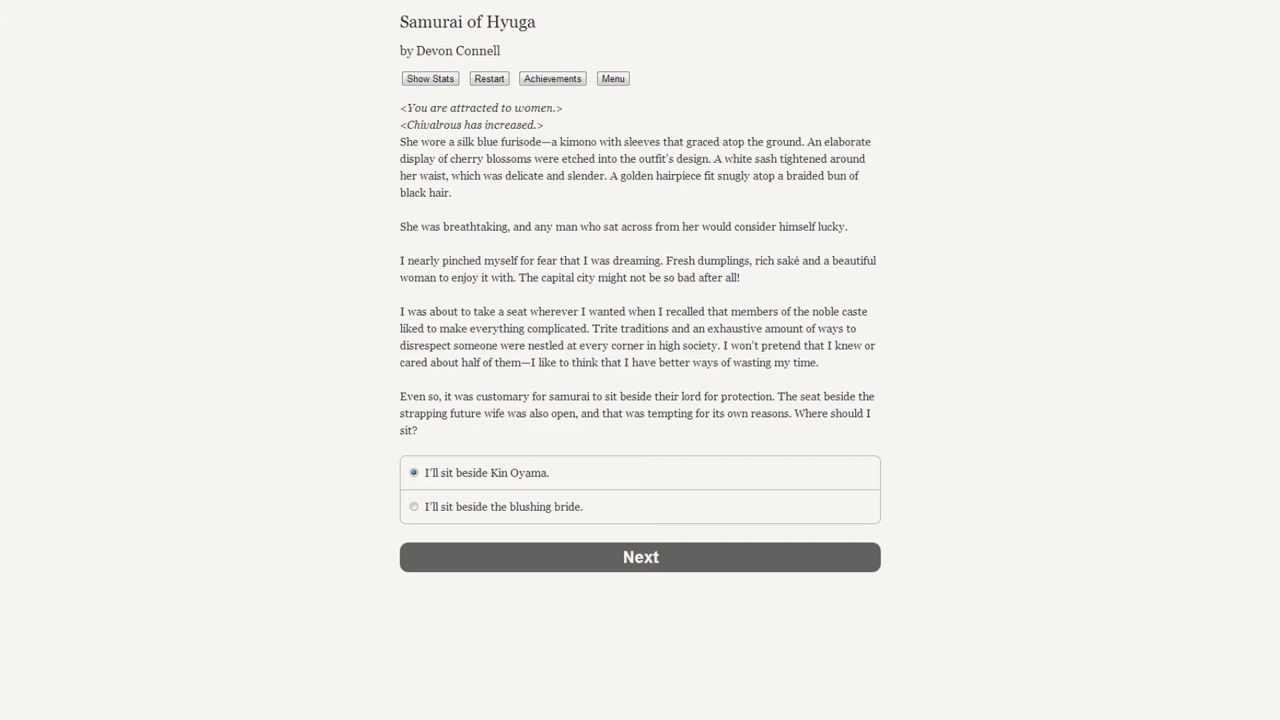 Samurai of Hyuga
by Devon Connell
Show Stats Restart Achievements Menu
<You are attracted to women.>
<Chivalrous has increased.>
She wore a silk blue furisode—a kimono with sleeves that graced atop the ground. An elaborate
display of cherry blossoms were etched into the outfit's design. A white sash tightened around
her waist, which was delicate and slender. A golden hairpiece fit snugly atop a braided bun of
black hair.
She was breathtaking, and any man who sat across from her would consider himself lucky.
I nearly pinched myself for fear that I was dreaming. Fresh dumplings, rich saké and a beautiful
woman to enjoy it with. The capital city might not be so bad after all!
I was about to take a seat wherever I wanted when I recalled that members of the noble caste
liked to make everything complicated. Trite traditions and an exhaustive amount of ways to
disrespect someone were nestled at every corner in high society. I won't pretend that I knew or
cared about half of them—I like to think that I have better ways of wasting my time.
Even so, it was customary for samurai to sit beside their lord for protection. The seat beside the
strapping future wife was also open, and that was tempting for its own reasons. Where should I
sit?
I'll sit beside Kin Oyama.
I'll sit beside the blushing bride.
Next